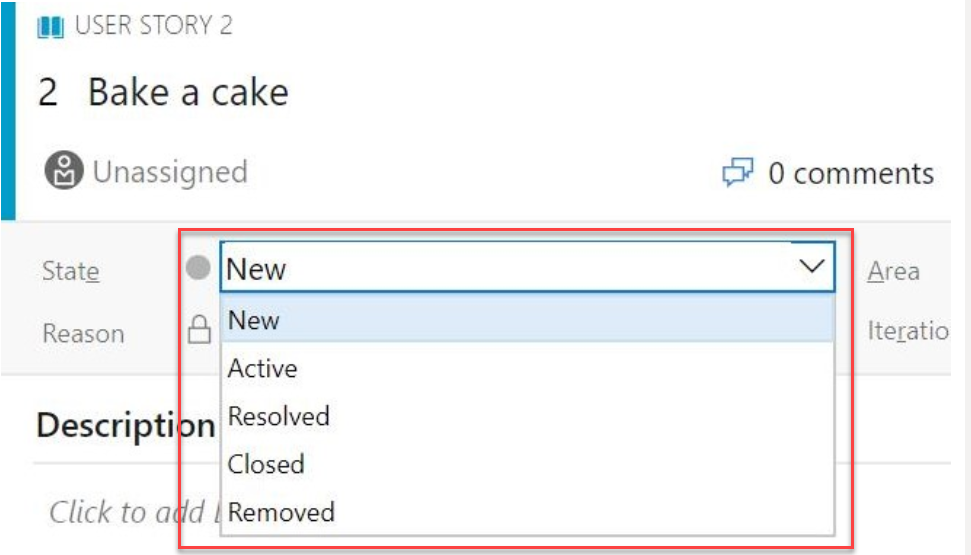 USER STORY 2
2 Bake a cake
Unassigned
0 comments
State
New
Area
Reason
New
Iteratio
Active
Description
Resolved
Closed
Click to add
Removed